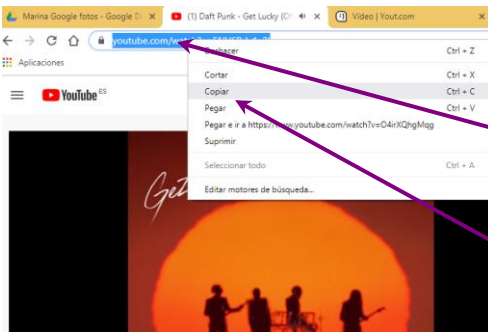 Marina Google fotos - Google D
(1) Daft Punk - Get Lucky (O
Video | Yout.com
youtube.com/watch?v=
Aplicaciones
YouTube ES
Deshacer Ctrl + Z
Cortar Ctrl + X
Copiar Ctrl + C
Pegar Ctrl + V
Pegar e ir a https://www.youtube.com/watch?v=O4irXQhgMqg
Suprimir
Seleccionar todo Ctrl + A
Editar motores de búsqueda...
Get